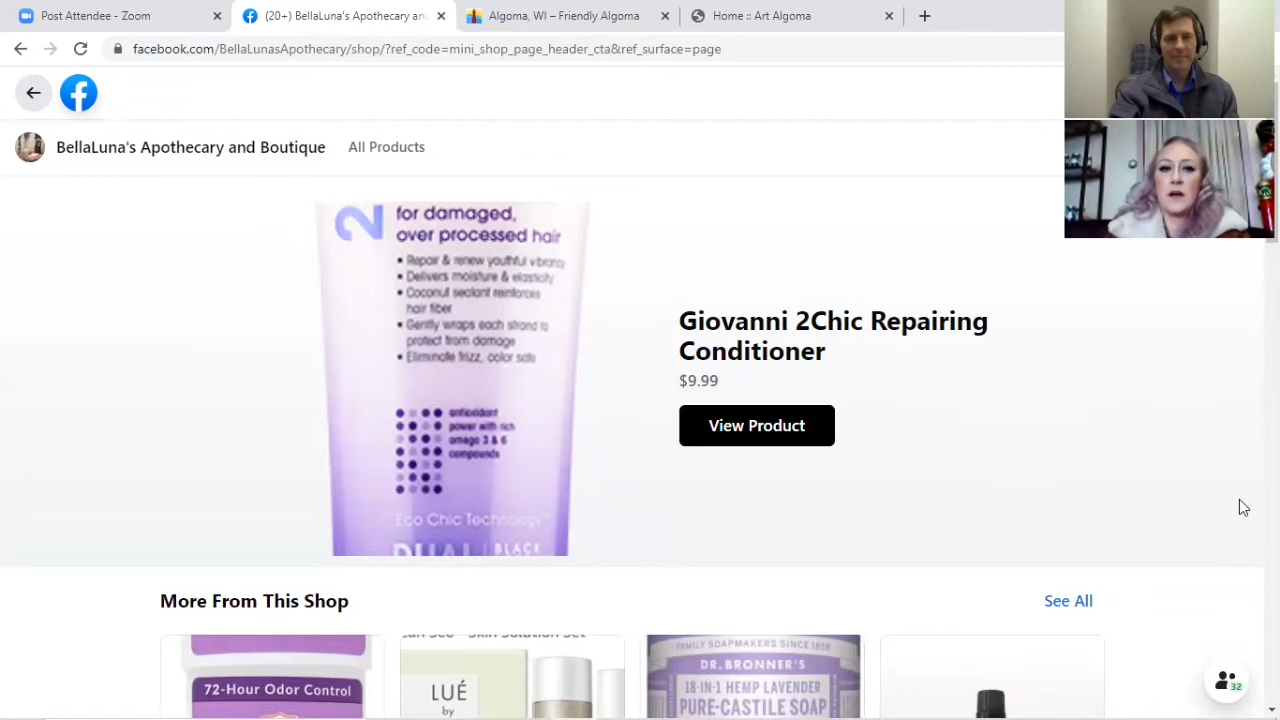 Post Attendee - Zoom
(20+) BellaLuna's Apothecary and
Algoma, WI – Friendly Algoma
Home :: Art Algoma
facebook.com/BellaLunasApothecary/shop/?ref_code=mini_shop_page_header_cta&ref_surface=page
BellaLuna's Apothecary and Boutique
All Products
2
for damaged,
over processed hair
• Repair & renew youthful vibrancy
• Delivers moisture & elasticity
• Coconut sealant reinforces
hair fiber
• Gently wraps each strand to
protect from damage
• Eliminate frizz, color safe
antioxidant
power with rich
omega 3 & 6
compounds
Eco Chic Technology™
DUAL BLACK
Giovanni 2Chic Repairing
Conditioner
$9.99
View Product
More From This Shop
See All
72-Hour Odor Control
Skin Solution Set
LUÉ
by
FAMILY SOAPMAKERS SINCE 1858
DR. BRONNER'S
18-IN-1 HEMP LAVENDER
PURE-CASTILE SOAP
32